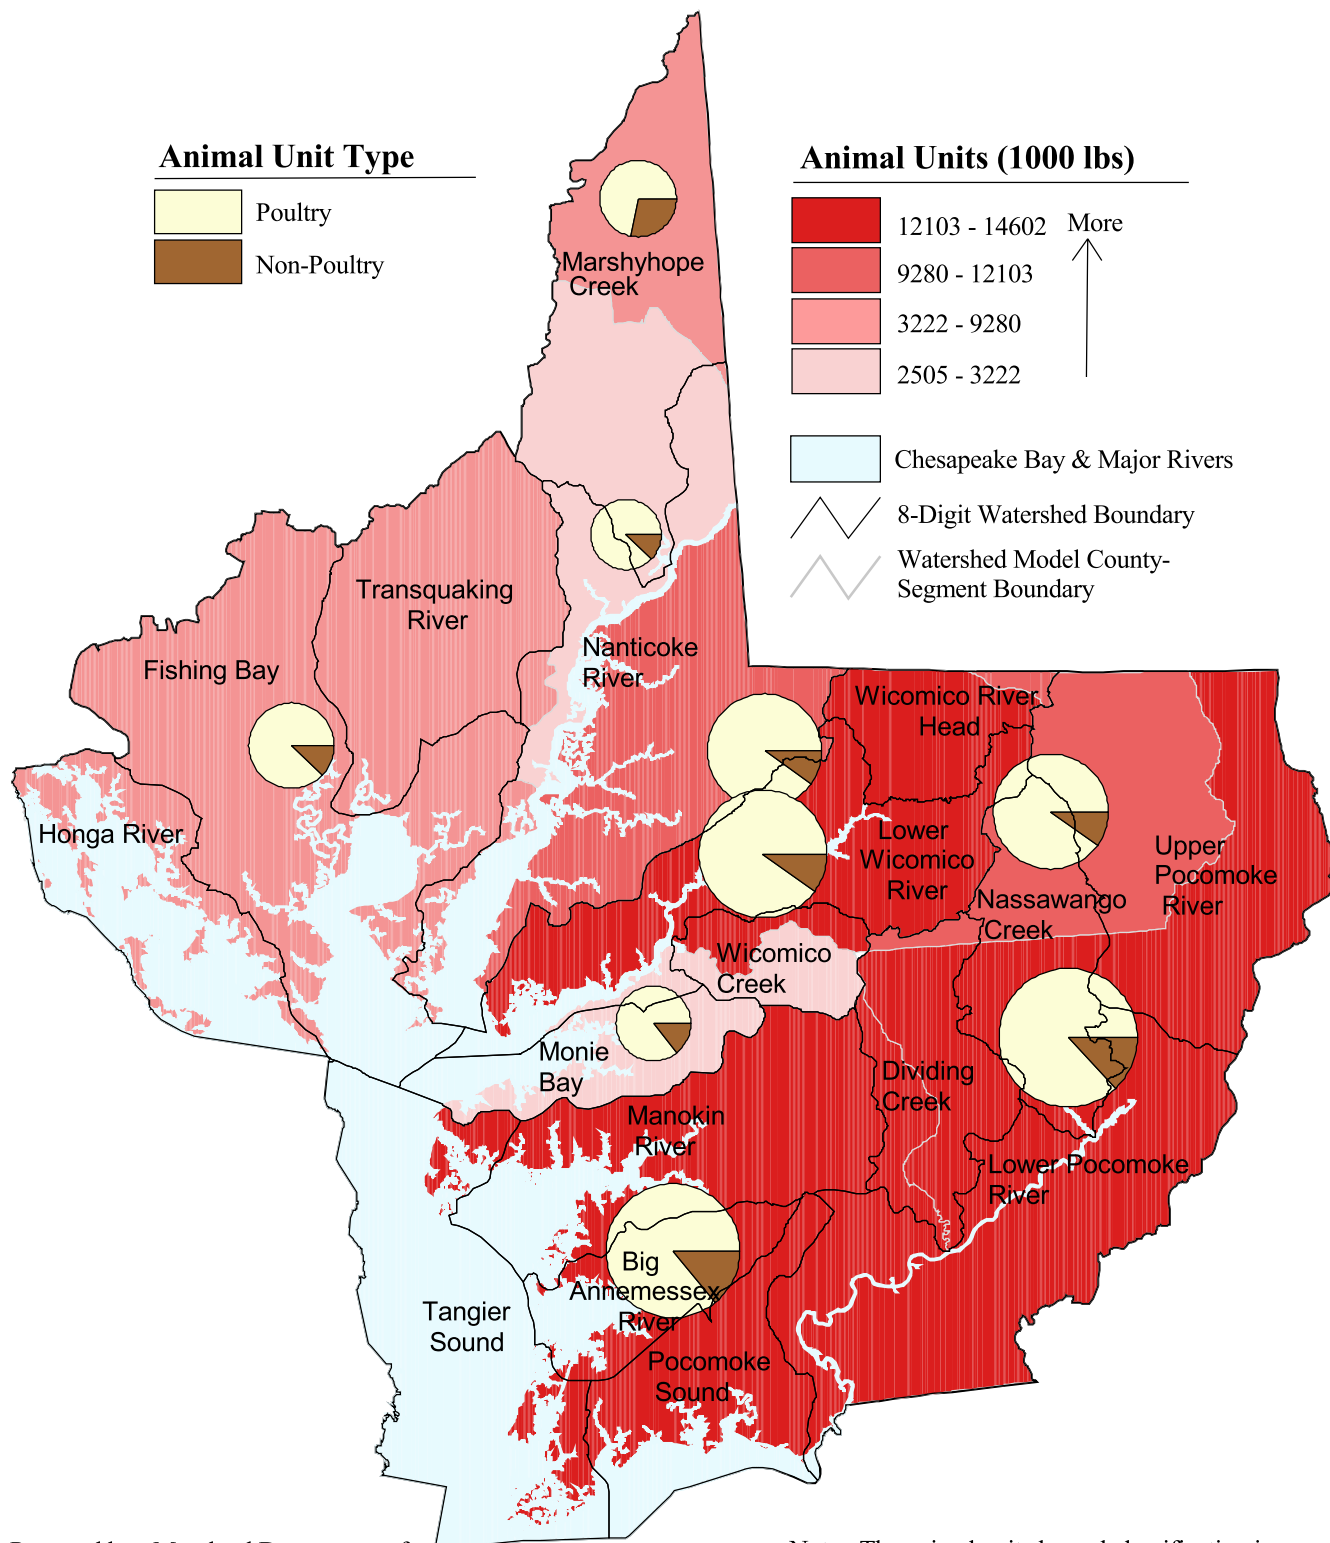 Animal Unit Type
Poultry
Non-Poultry
Animal Units (1000 lbs)
12103 - 14602
More
9280 - 12103
3222 - 9280
2505 - 3222
Chesapeake Bay & Major Rivers
8-Digit Watershed Boundary
Watershed Model County-
Segment Boundary
Marshyhope
Creek
Transquaking
River
Fishing Bay
Nanticoke
River
Wicomico River
Head
Honga River
Lower
Wicomico
River
Upper
Pocomoke
River
Nassawango
Creek
Wicomico
Creek
Monie
Bay
Dividing
Creek
Manokin
River
Lower Pocomoke
River
Big
Annemessex
River
Tangier
Sound
Pocomoke
Sound